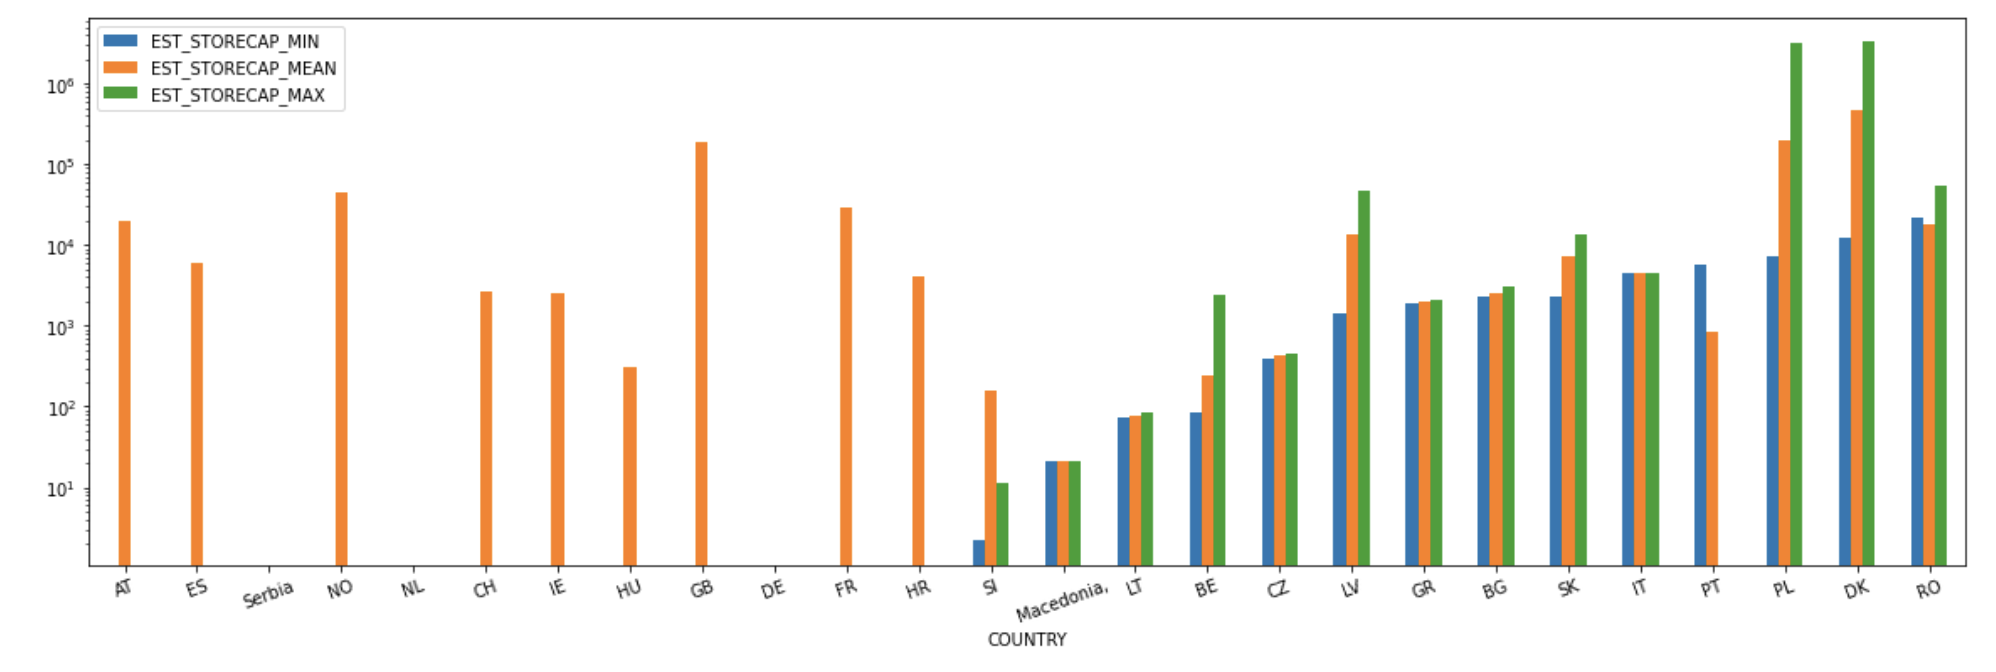 EST_STORECAP_MIN
EST_STORECAP_MEAN
EST_STORECAP_MAX
10⁶
10⁵
10⁴
10³
10²
10¹
AT ES Serbia NO NL CH IE HU GB DE FR HR SI Macedonia, LT BE CZ LV GR BG SK IT PT PL DK RO
COUNTRY